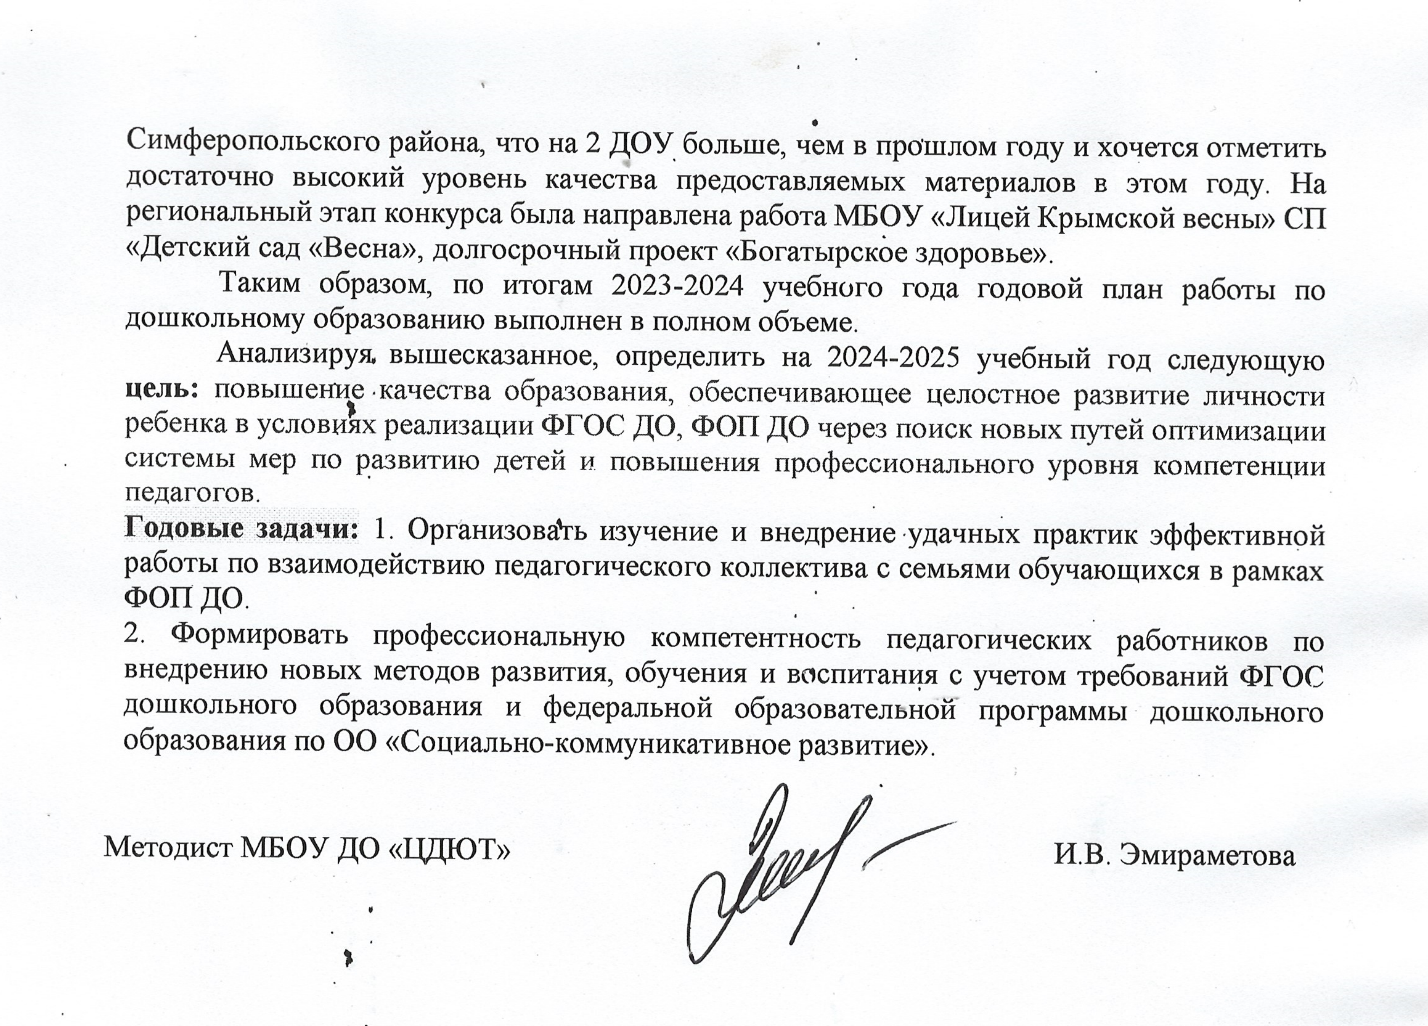 Симферопольского района, что на 2 ДОУ больше, чем в прошлом году и хочется отметить
достаточно высокий уровень качества предоставляемых материалов в этом году. На
региональный этап конкурса была направлена работа МБОУ «Лицей Крымской весны» СП
«Детский сад «Весна», долгосрочный проект «Богатырское здоровье».
Таким образом, по итогам 2023-2024 учебного года годовой план работы по
дошкольному образованию выполнен в полном объеме.
Анализируя вышесказанное, определить на 2024-2025 учебный год следующую
цель: повышение качества образования, обеспечивающее целостное развитие личности
ребенка в условиях реализации ФГОС ДО, ФОП ДО через поиск новых путей оптимизации
системы мер по развитию детей и повышения профессионального уровня компетенции
педагогов.
Годовые задачи: 1. Организовать изучение и внедрение удачных практик эффективной
работы по взаимодействию педагогического коллектива с семьями обучающихся в рамках
ФОП ДО.
2. Формировать профессиональную компетентность педагогических работников по
внедрению новых методов развития, обучения и воспитания с учетом требований ФГОС
дошкольного образования и федеральной образовательной программы дошкольного
образования по ОО «Социально-коммуникативное развитие».
Методист МБОУ ДО «ЦДЮТ» И.В. Эмираметова